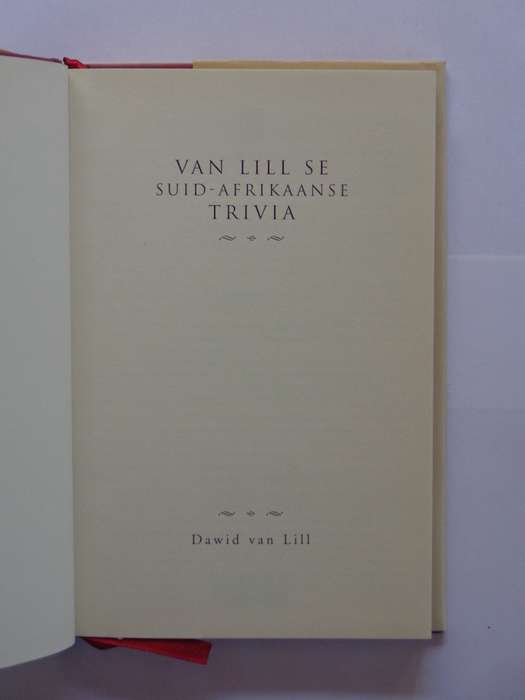 VAN LILL SE
SUID-AFRIKAANSE
TRIVIA
Dawid van Lill